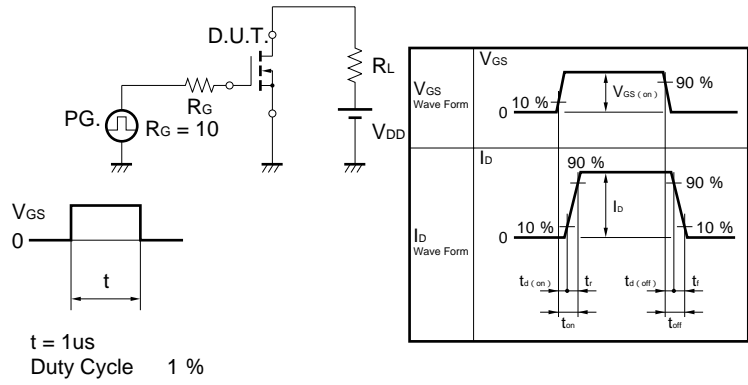 D.U.T.
RL
RG
PG.
RG = 10
VDD
VGS
0
t
t = 1us
Duty Cycle 1 %
VGS
Wave Form
VGS
10 %
0
VGS ( on )
90 %
ID
Wave Form
ID
90 %
90 %
ID
10 %
10 %
0
td ( on )
tr
td ( off )
tf
ton
toff